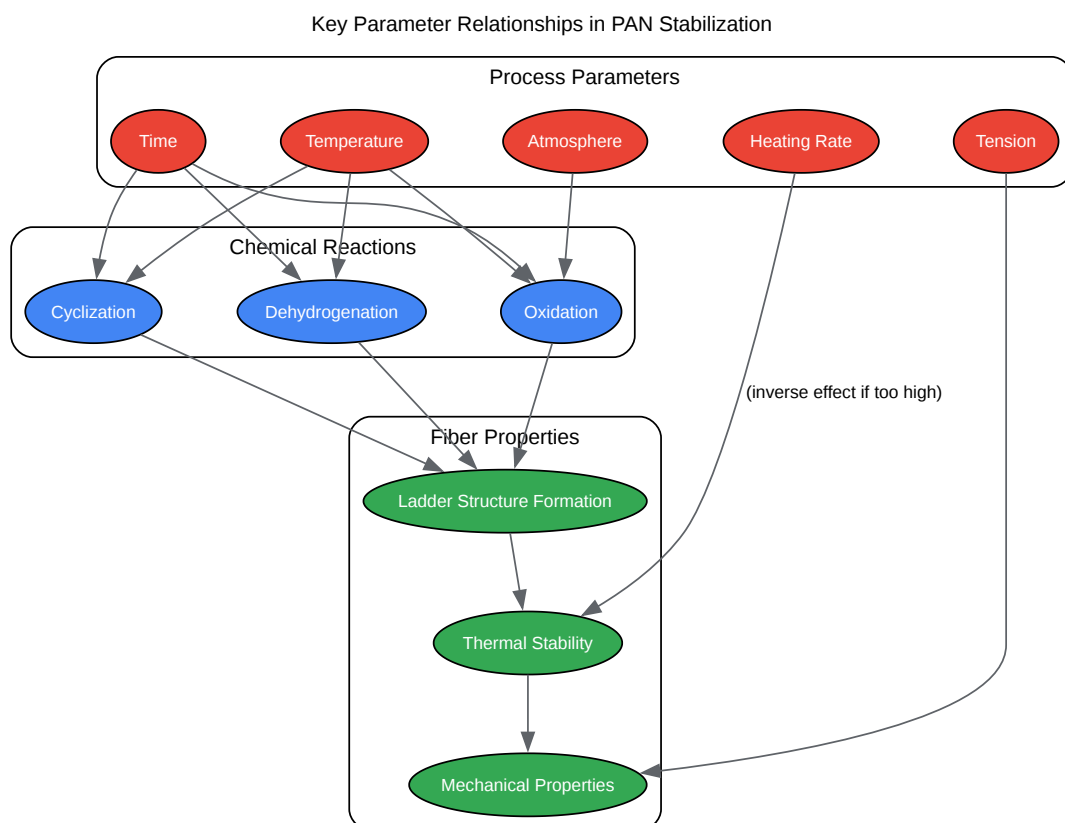 Key Parameter Relationships in PAN Stabilization
Process Parameters
Time
Temperature
Atmosphere
Heating Rate
Tension
Chemical Reactions
Cyclization
Dehydrogenation
Oxidation
(inverse effect if too high)
Fiber Properties
Ladder Structure Formation
Thermal Stability
Mechanical Properties